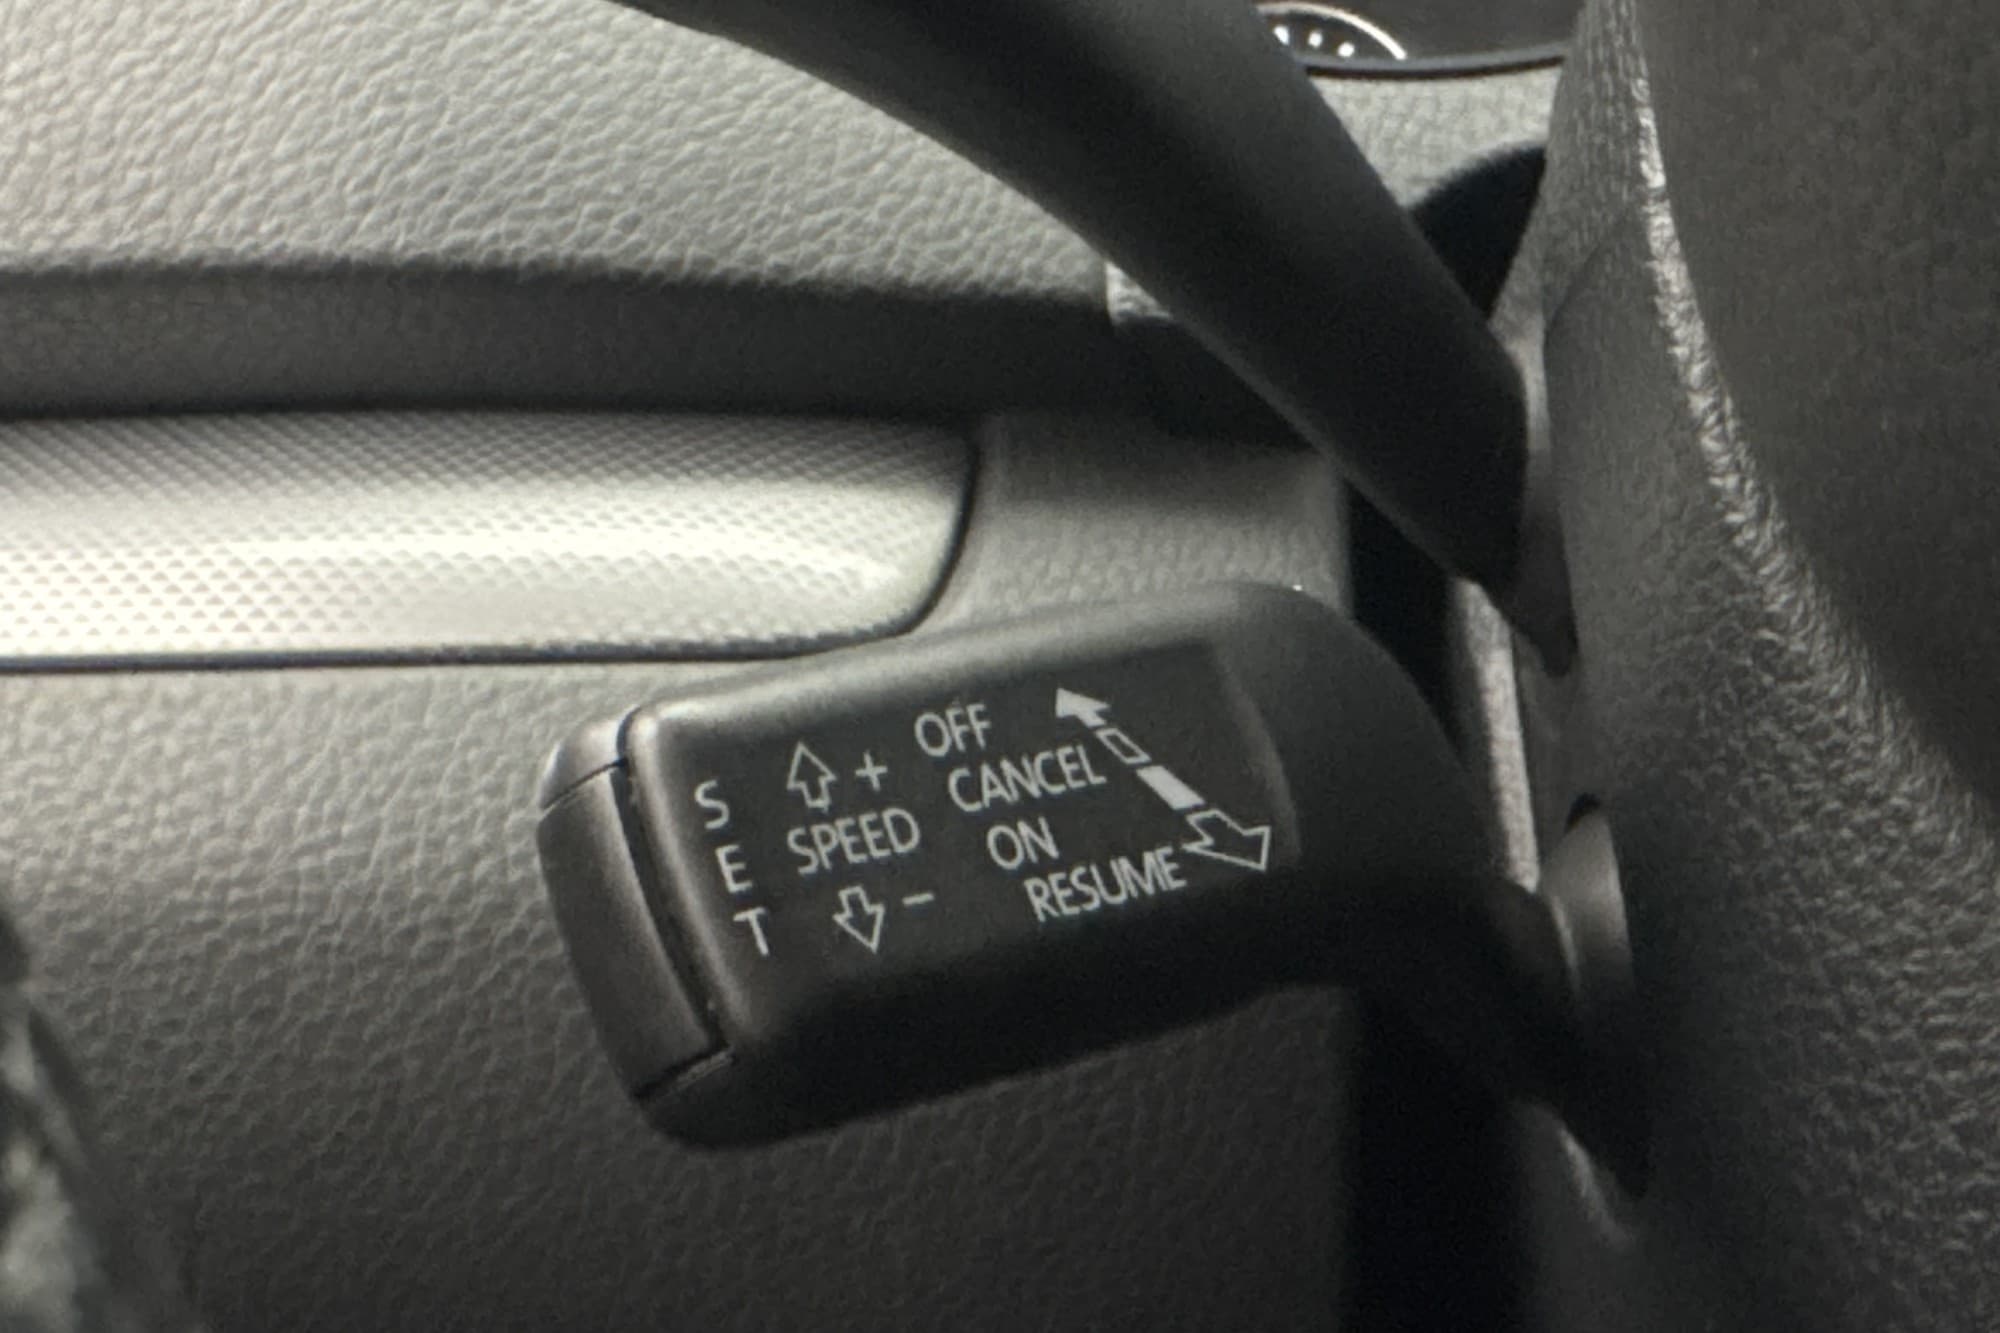 OFF
CANCEL
ON
RESUME
+
SPEED
−
S
E
T